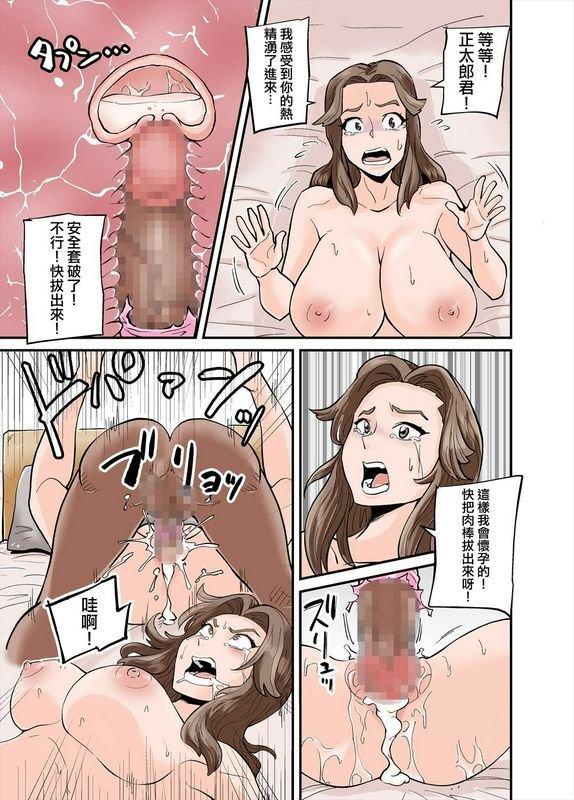 等等！
正太郎君！
我感受到你的熱
精湧了進來…
タプン…
安全套破了！
不行！快拔出來！
這樣我會懷孕的！
快把肉棒拔出來呀！
ズリュ
ドパァン
ブリョッ
哇啊！